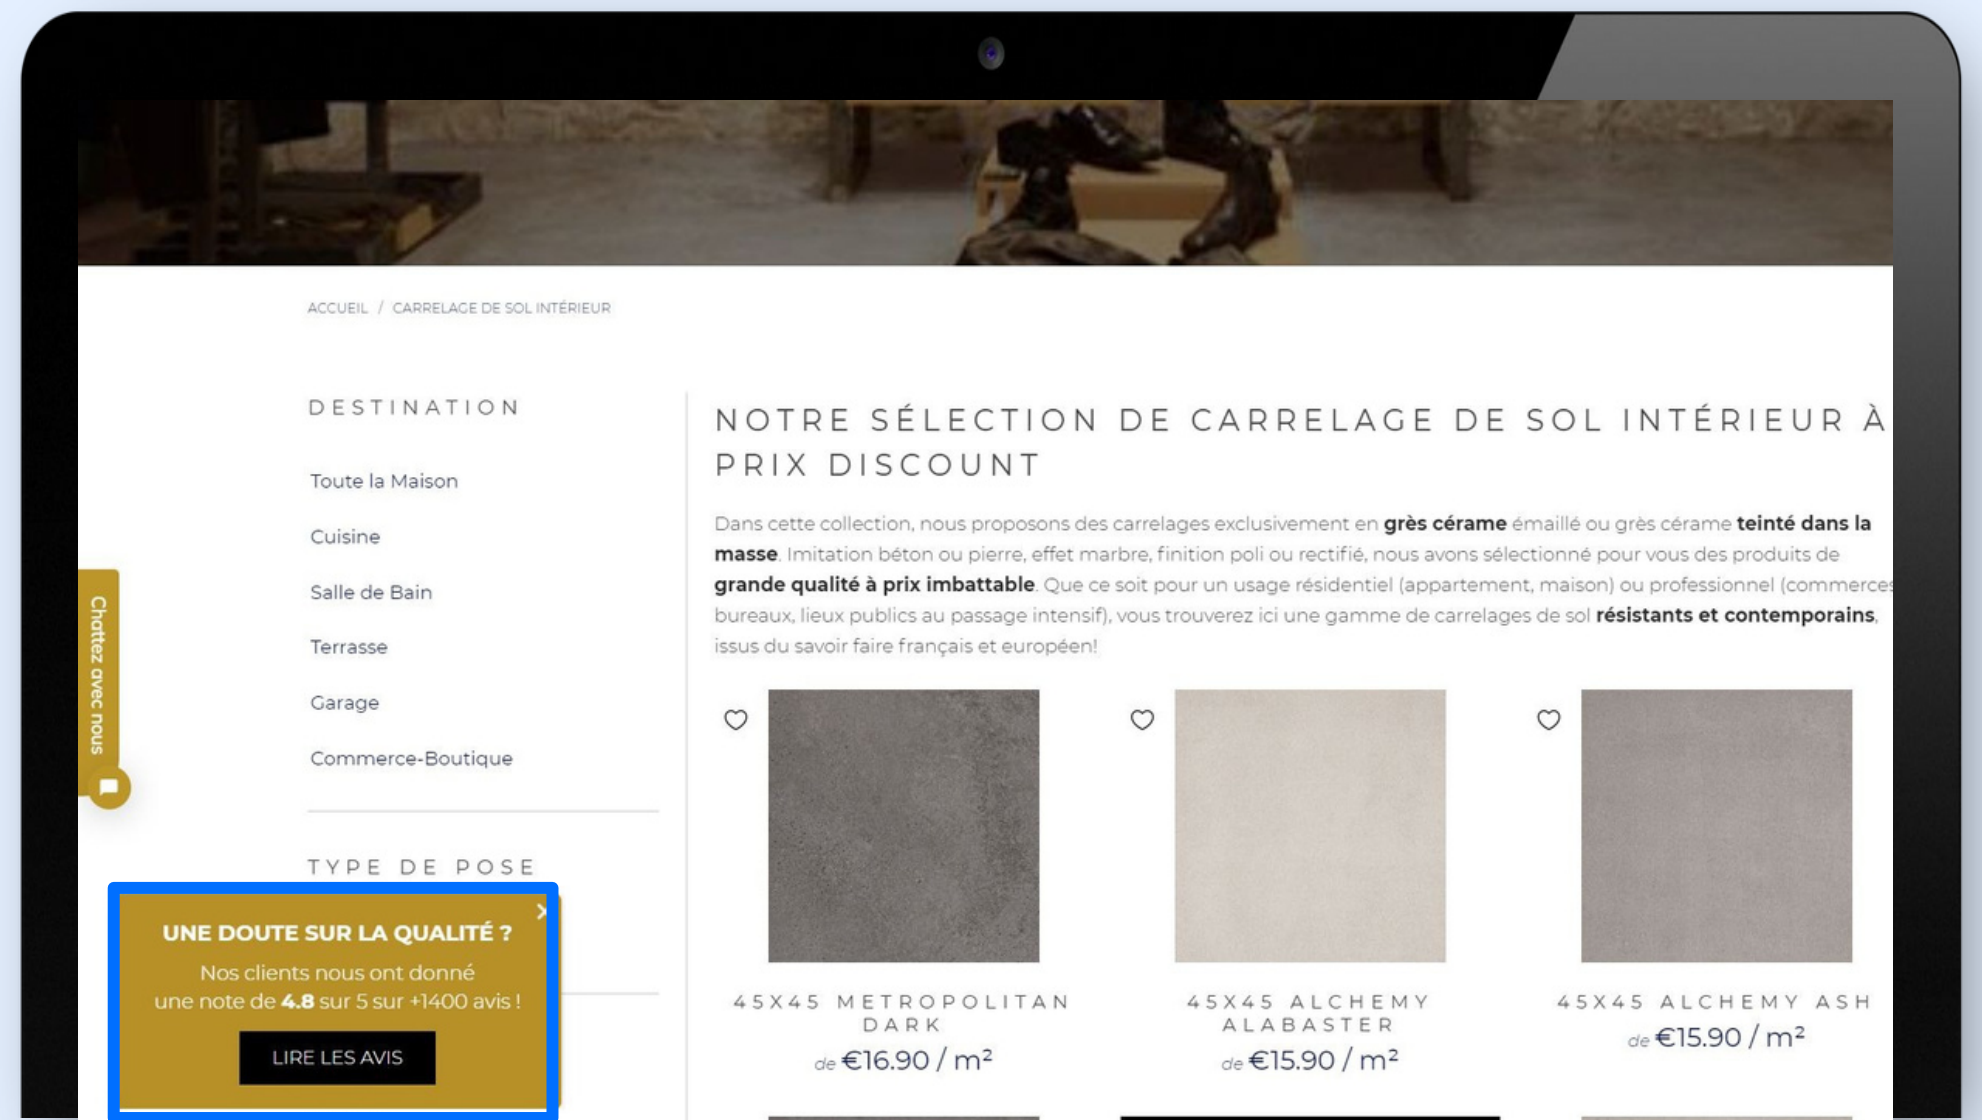 ACCUEIL / CARRELAGE DE SOL INTÉRIEUR
DESTINATION
Toute la Maison
Cuisine
Salle de Bain
Terrasse
Garage
Commerce-Boutique
TYPE DE POSE
Chattez avec nous
UNE DOUTE SUR LA QUALITÉ ?
Nos clients nous ont donné
une note de 4.8 sur 5 sur +1400 avis !
LIRE LES AVIS
NOTRE SÉLECTION DE CARRELAGE DE SOL INTÉRIEUR À
PRIX DISCOUNT
Dans cette collection, nous proposons des carrelages exclusivement en grès cérame émaillé ou grès cérame teinté dans la
masse. Imitation béton ou pierre, effet marbre, finition poli ou rectifié, nous avons sélectionné pour vous des produits de
grande qualité à prix imbattable. Que ce soit pour un usage résidentiel (appartement, maison) ou professionnel (commerces
bureaux, lieux publics au passage intensif), vous trouverez ici une gamme de carrelages de sol résistants et contemporains,
issus du savoir faire français et européen!
45X45 METROPOLITAN
DARK
de €16.90 / m²
45X45 ALCHEMY
ALABASTER
de €15.90 / m²
45X45 ALCHEMY ASH
de €15.90 / m²